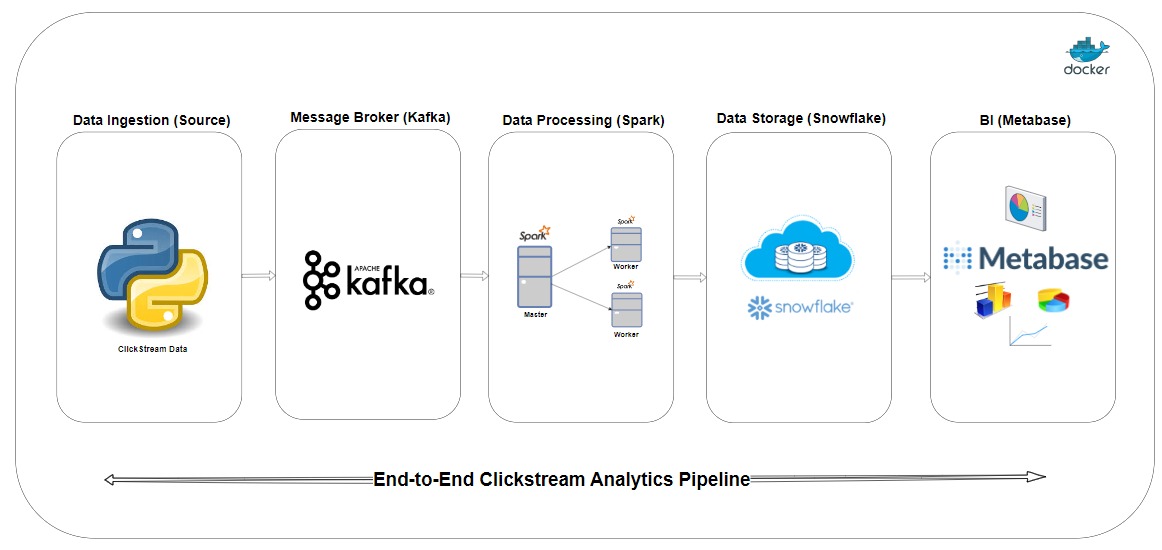 docker
Data Ingestion (Source)
Message Broker (Kafka)
Data Processing (Spark)
Data Storage (Snowflake)
BI (Metabase)
ClickStream Data
APACHE
kafka®
Spark
Master
Spark
Worker
Spark
Worker
snowflake®
Metabase
End-to-End Clickstream Analytics Pipeline